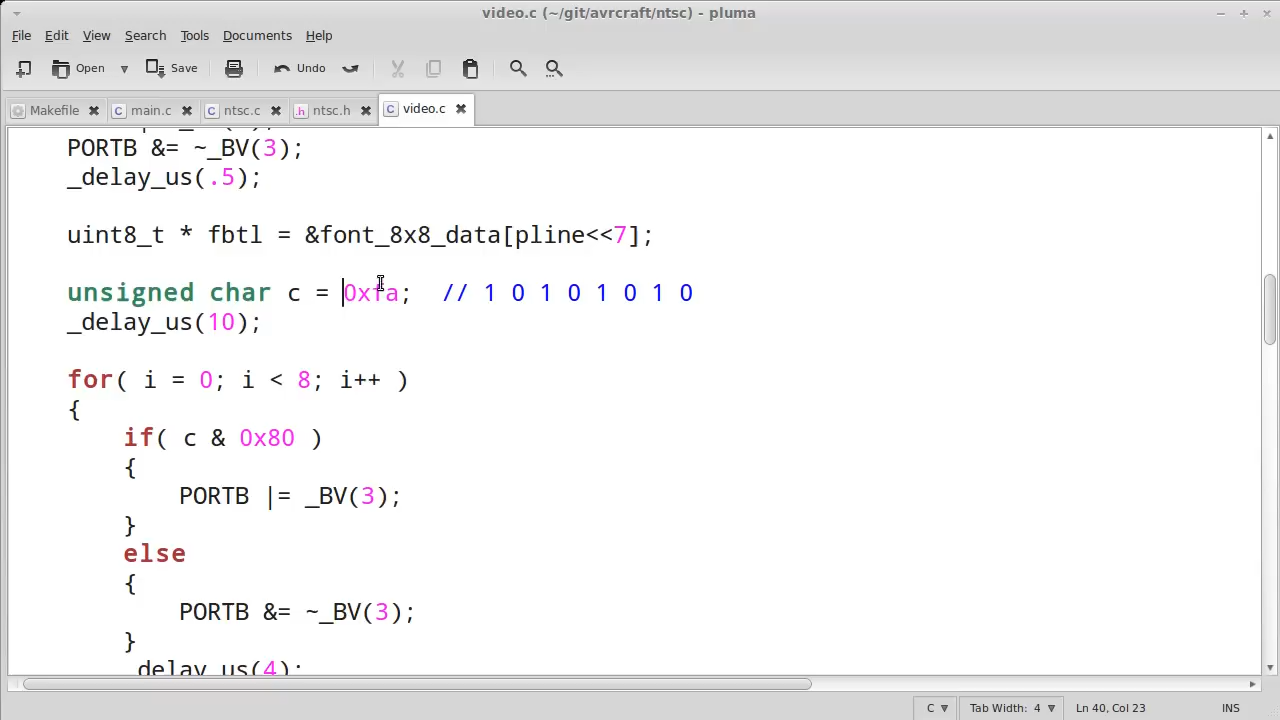 video.c (~/git/avrcraft/ntsc) - pluma
File Edit View Search Tools Documents Help
Open Save Undo
Makefile main.c ntsc.c ntsc.h video.c
PORTB &= ~_BV(3);
_delay_us(.5);
uint8_t * fbtl = &font_8x8_data[pline<<7];
unsigned char c = 0xfa; // 1 0 1 0 1 0 1 0
_delay_us(10);
for( i = 0; i < 8; i++ )
{
if( c & 0x80 )
{
PORTB |= _BV(3);
}
else
{
PORTB &= ~_BV(3);
}
_delay_us(4);
C Tab Width: 4 Ln 40, Col 23 INS